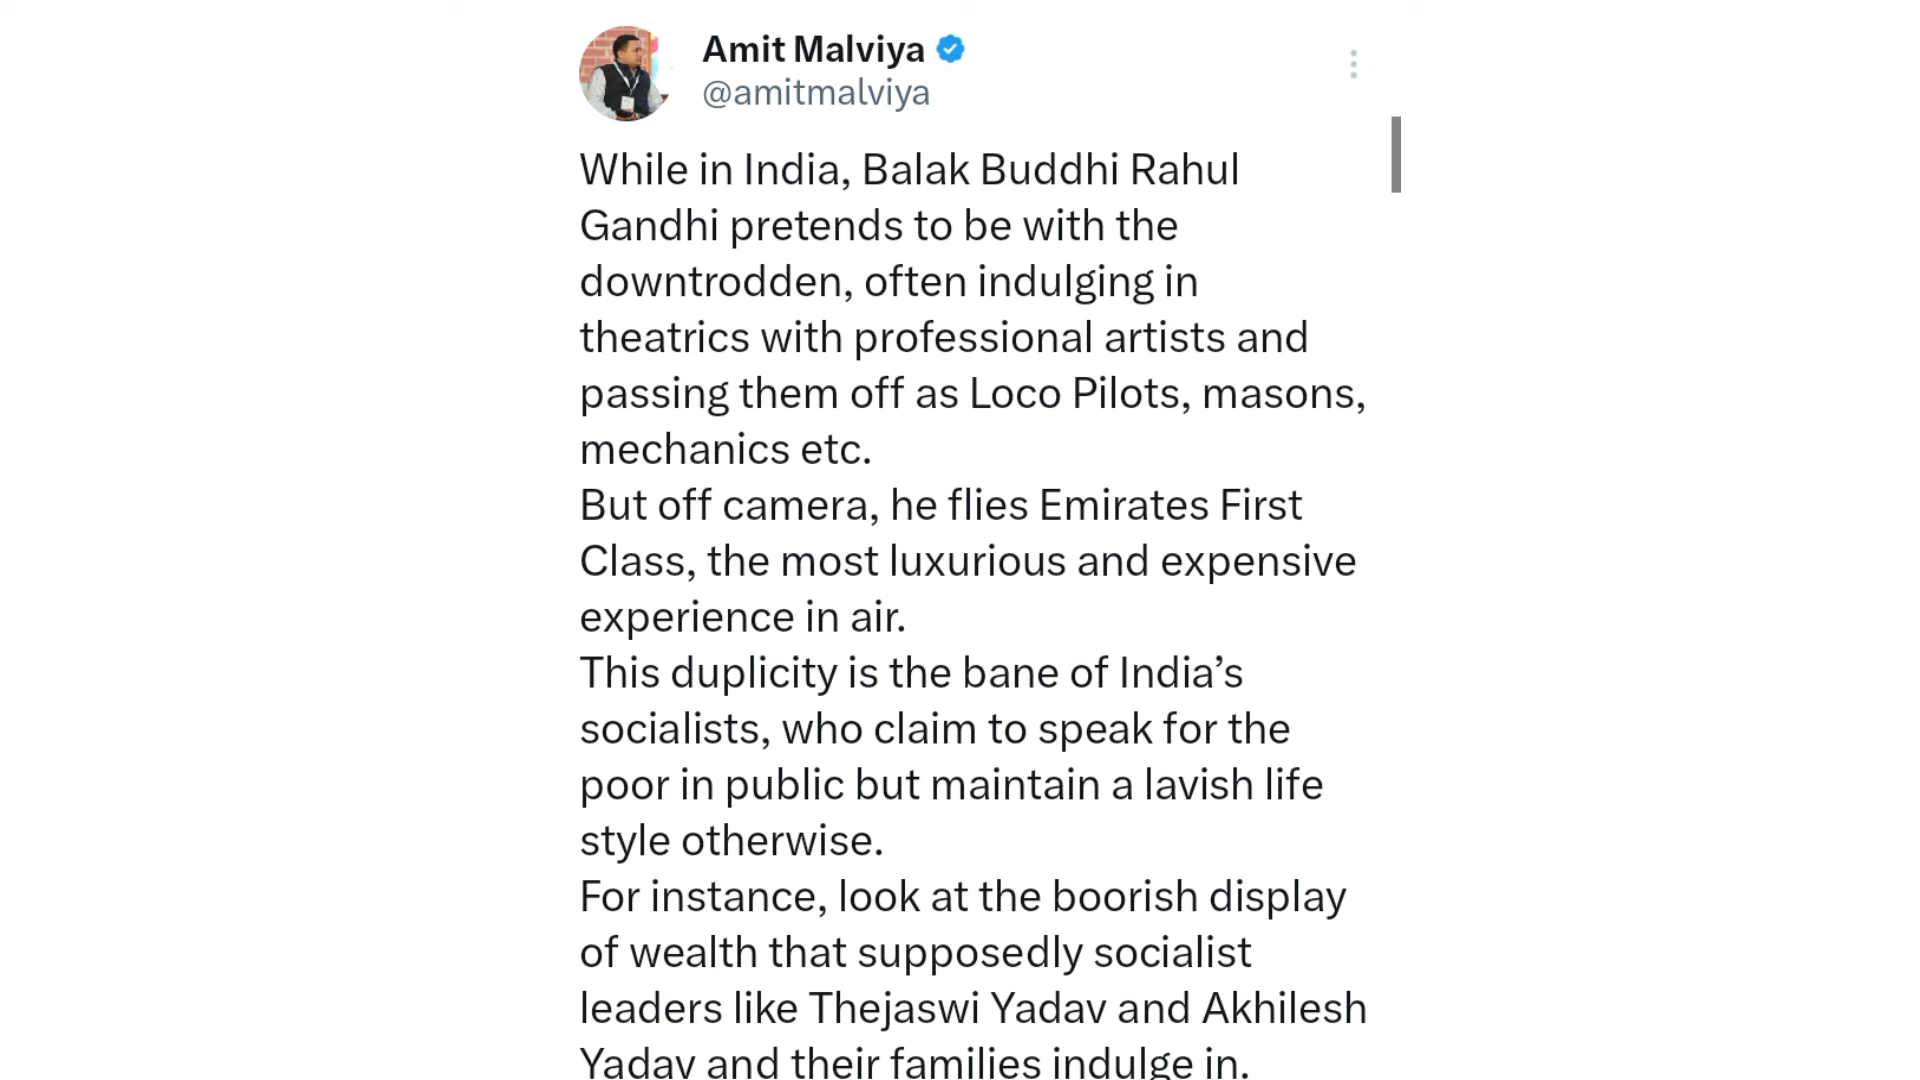 Amit Malviya
@amitmalviya
While in India, Balak Buddhi Rahul
Gandhi pretends to be with the
downtrodden, often indulging in
theatrics with professional artists and
passing them off as Loco Pilots, masons,
mechanics etc.
But off camera, he flies Emirates First
Class, the most luxurious and expensive
experience in air.
This duplicity is the bane of India’s
socialists, who claim to speak for the
poor in public but maintain a lavish life
style otherwise.
For instance, look at the boorish display
of wealth that supposedly socialist
leaders like Thejaswi Yadav and Akhilesh
Yadav and their families indulge in.